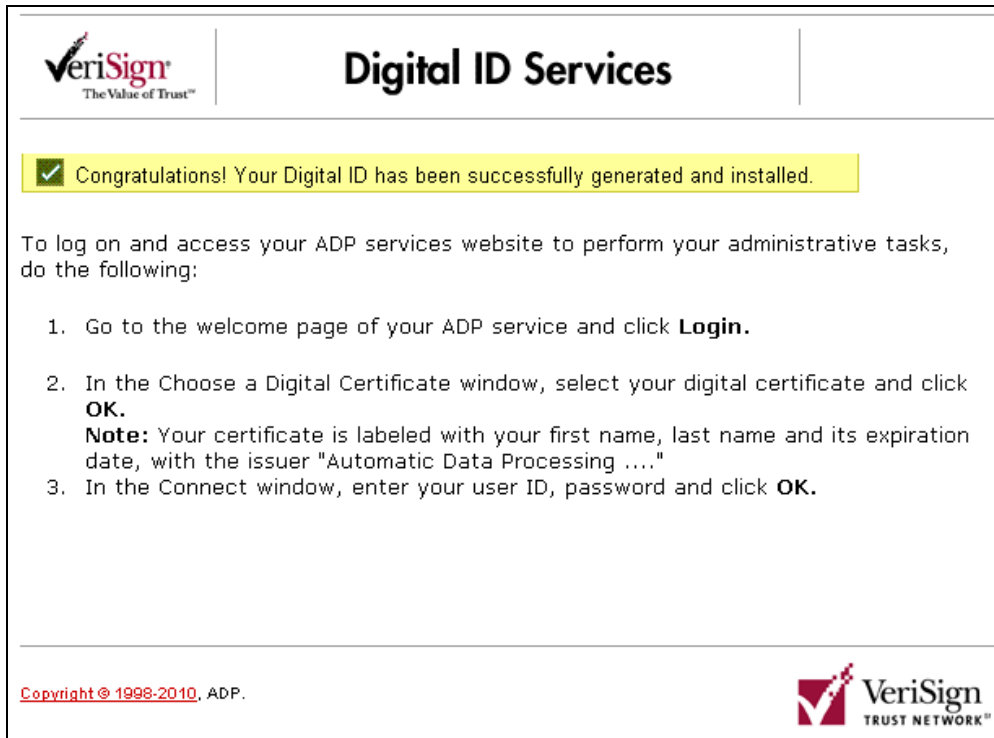 VeriSign
The Value of Trust℠
Digital ID Services
Congratulations! Your Digital ID has been successfully generated and installed.
To log on and access your ADP services website to perform your administrative tasks,
do the following:
1. Go to the welcome page of your ADP service and click Login.
2. In the Choose a Digital Certificate window, select your digital certificate and click
OK.
Note: Your certificate is labeled with your first name, last name and its expiration
date, with the issuer "Automatic Data Processing ...."
3. In the Connect window, enter your user ID, password and click OK.
Copyright © 1998-2010, ADP.
VeriSign
TRUST NETWORK℠